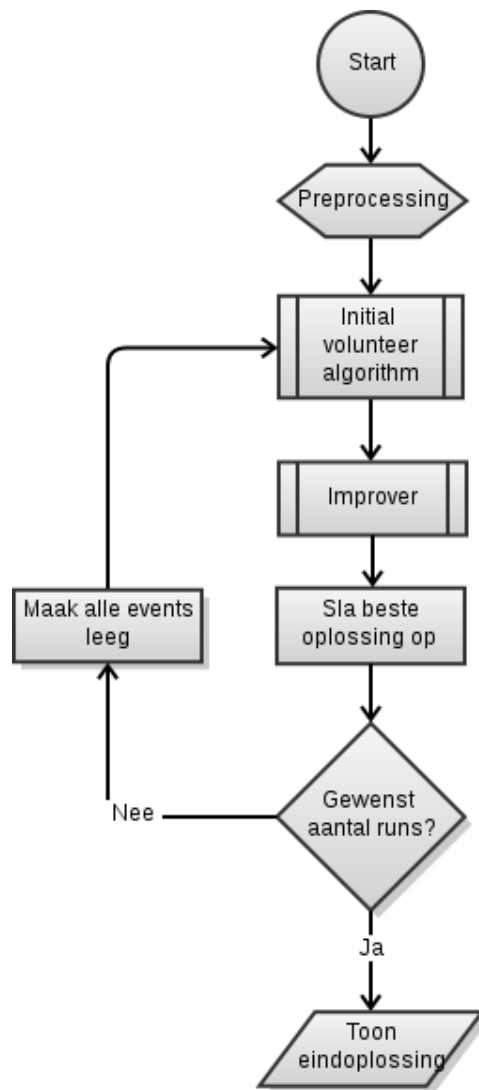 Start
Preprocessing
Initial
volunteer
algorithm
Improver
Maak alle events
leeg
Sla beste
oplossing op
Gewenst
aantal runs?
Nee
Ja
Toon
eindoplossing